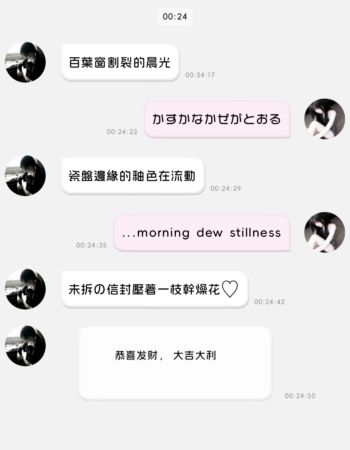 00:24
百葉窗割裂的晨光
00:24:17
かすかなかぜがとおる
00:24:22
瓷盤邊緣的釉色在流動
00:24:29
...morning dew stillness
00:24:35
未拆の信封壓著一枝幹燥花♡
00:24:42
恭喜发财，大吉大利
00:24:50